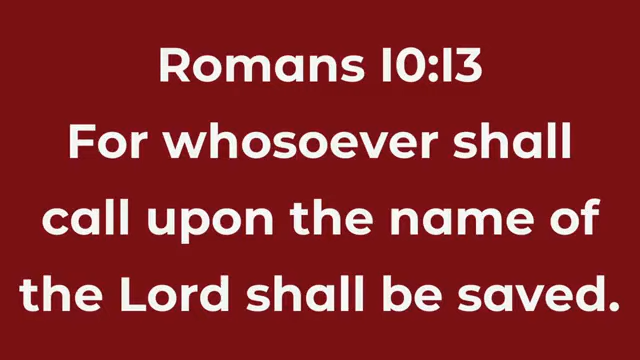 Romans 10:13
For whosoever shall
call upon the name of
the Lord shall be saved.